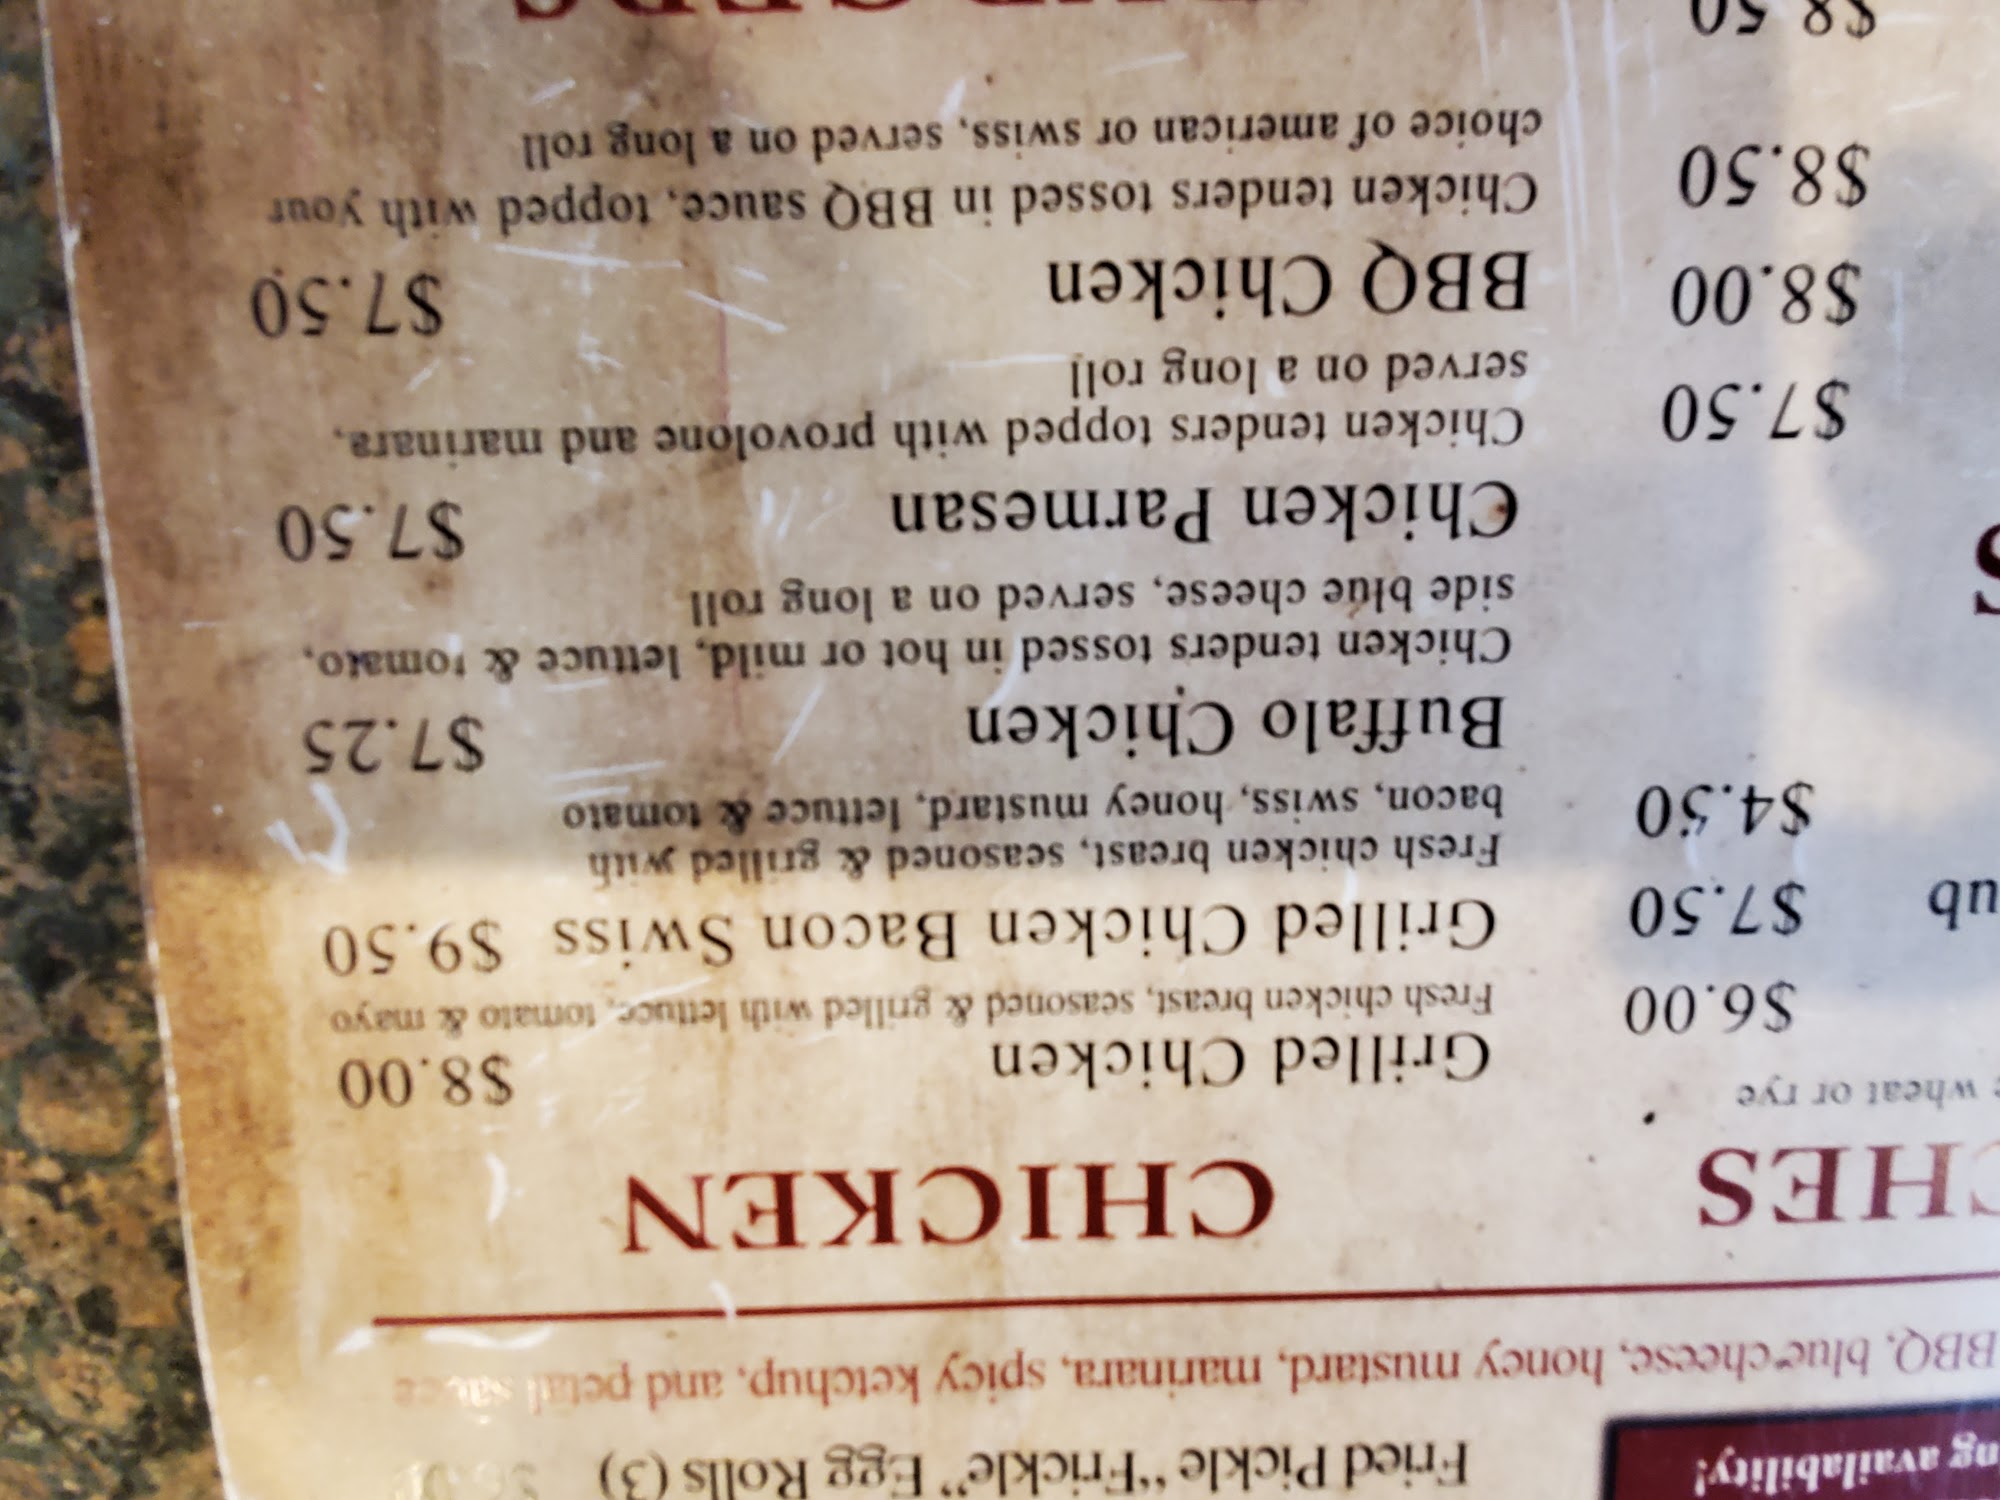 ng availability!
Fried Pickle "Frickle" Egg Rolls (3)
BBQ, blue cheese, honey mustard, marinara, spicy ketchup, and petal sauce
CHES
wheat or rye
$6.00
ub $7.50
$4.50
S
$7.50
$8.00
$8.50
$8.50
CHICKEN
Grilled Chicken $8.00
Fresh chicken breast, seasoned & grilled with lettuce, tomato & mayo
Grilled Chicken Bacon Swiss $9.50
Fresh chicken breast, seasoned & grilled with
bacon, swiss, honey mustard, lettuce & tomato
Buffalo Chicken $7.25
Chicken tenders tossed in hot or mild, lettuce & tomato,
side blue cheese, served on a long roll
Chicken Parmesan $7.50
Chicken tenders topped with provolone and marinara,
served on a long roll
BBQ Chicken $7.50
Chicken tenders tossed in BBQ sauce, topped with your
choice of american or swiss, served on a long roll